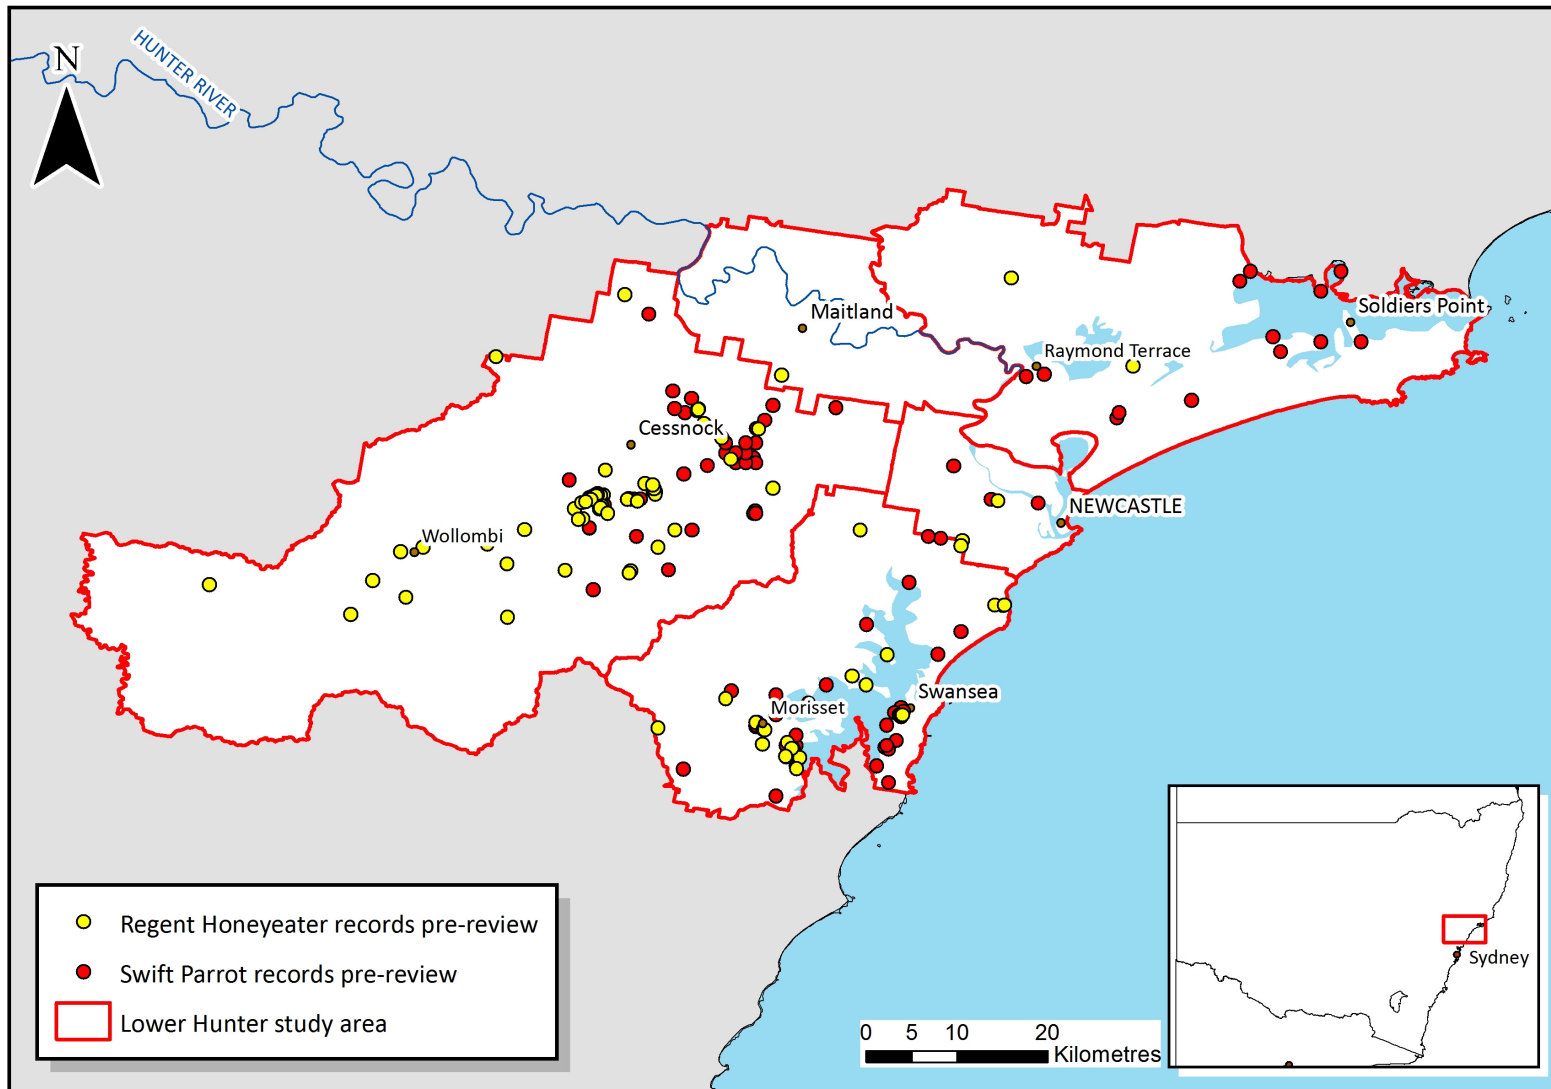 N
HUNTER RIVER
Maitland
Soldiers Point
Raymond Terrace
Cessnock
NEWCASTLE
Wollombi
Swansea
Morisset
Regent Honeyeater records pre-review
Swift Parrot records pre-review
Lower Hunter study area
0 5 10 20
Kilometres
Sydney